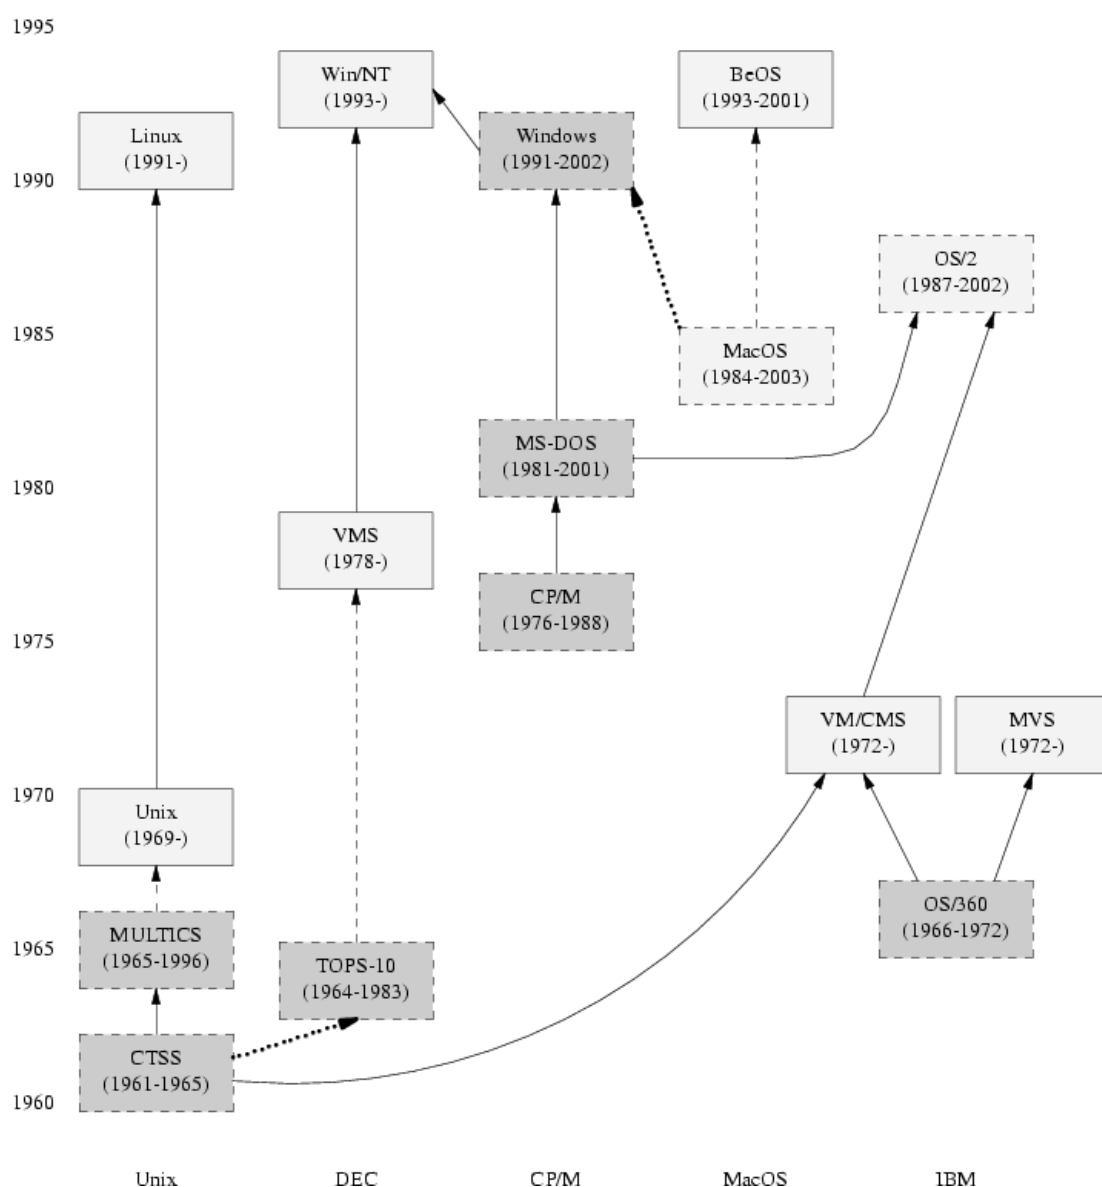 1995
Win/NT
(1993-)
BeOS
(1993-2001)
Linux
(1991-)
Windows
(1991-2002)
1990
OS/2
(1987-2002)
1985
MacOS
(1984-2003)
MS-DOS
(1981-2001)
1980
VMS
(1978-)
CP/M
(1976-1988)
1975
VM/CMS
(1972-)
MVS
(1972-)
1970
Unix
(1969-)
OS/360
(1966-1972)
MULTICS
(1965-1996)
1965
TOPS-10
(1964-1983)
CTSS
(1961-1965)
1960
Unix DEC CP/M MacOS IBM